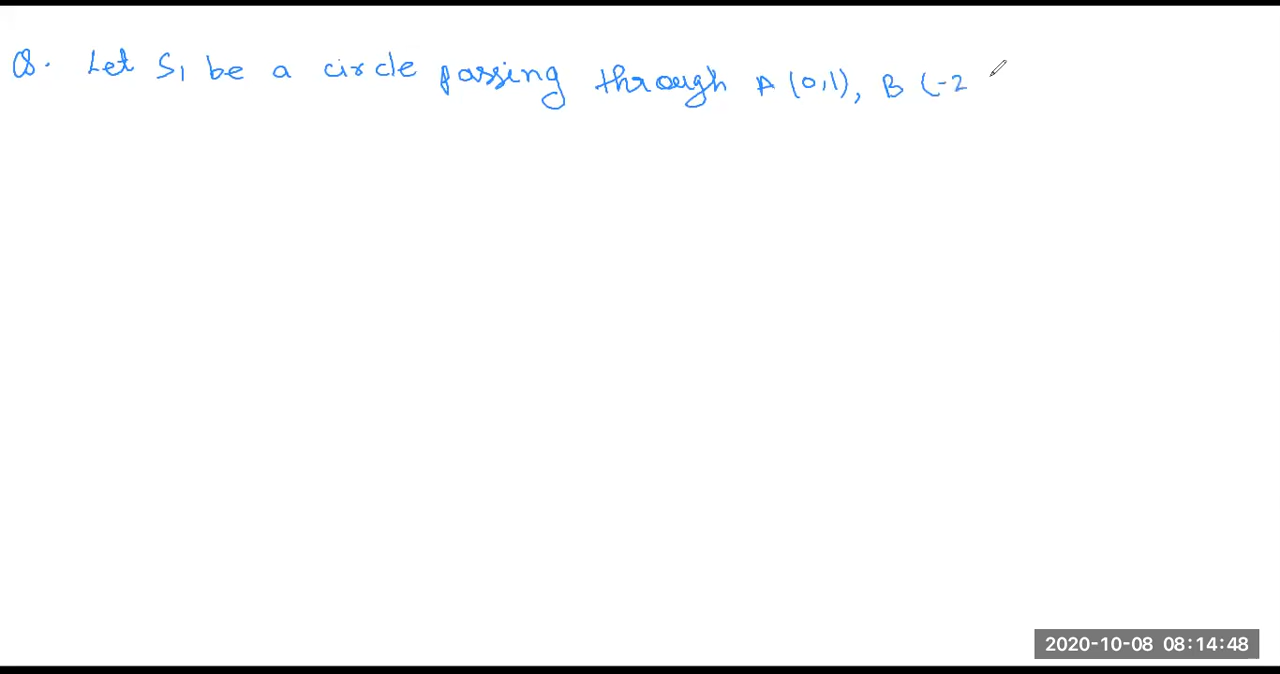 Q. Let S1 be a circle passing through A (0,1), B (-2
2020-10-08 08:14:48